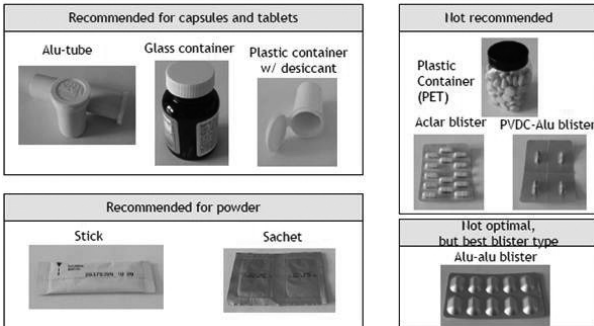 Recommended for capsules and tablets
Alu-tube
Glass container
Plastic container
w/ desiccant
Recommended for powder
Stick
Sachet
Not recommended
Plastic
Container
(PET)
Aclar blister
PVDC-Alu blister
Not optimal,
but best blister type
Alu-alu blister